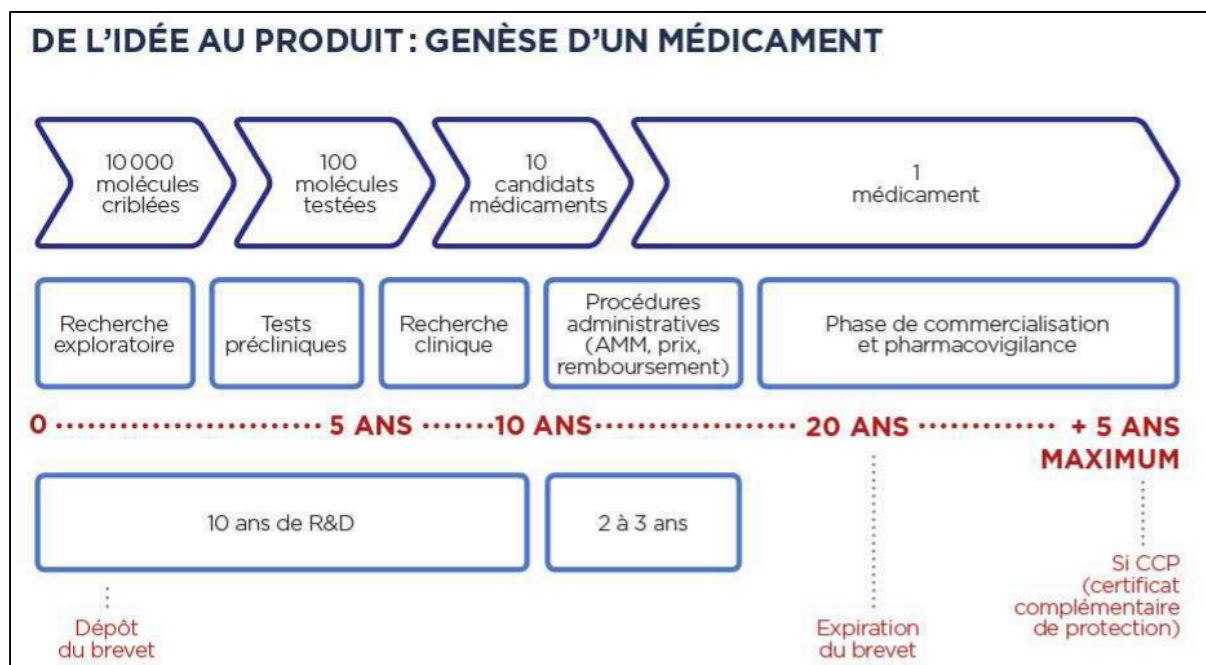 DE L'IDÉE AU PRODUIT : GENÈSE D'UN MÉDICAMENT
10 000
molécules
criblées
100
molécules
testées
10
candidats
médicaments
1
médicament
Recherche
exploratoire
Tests
précliniques
Recherche
clinique
Procédures
administratives
(AMM, prix,
remboursement)
Phase de commercialisation
et pharmacovigilance
0 5 ANS 10 ANS 20 ANS + 5 ANS
MAXIMUM
10 ans de R&D
2 à 3 ans
Dépôt
du brevet
Expiration
du brevet
Si CCP
(certificat
complémentaire
de protection)